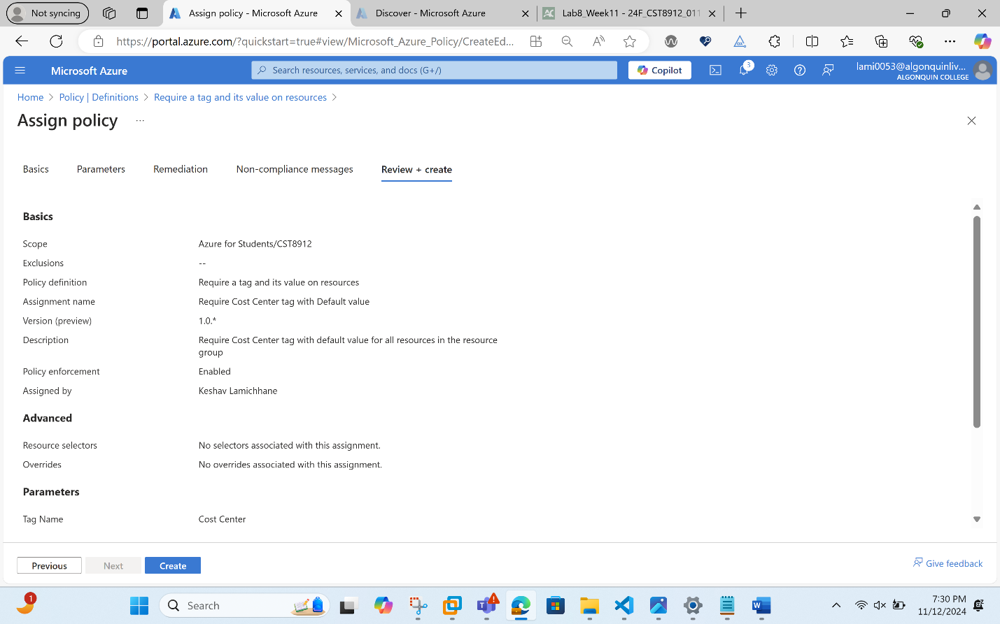 Not syncing
Assign policy - Microsoft Azure
Discover - Microsoft Azure
Lab8_Week11 - 24F_CST8912_011
https://portal.azure.com/?quickstart=true#view/Microsoft_Azure_Policy/CreateEd...
Microsoft Azure
Search resources, services, and docs (G+/)
Copilot
3
lami0053@algonquinliv...
ALGONQUIN COLLEGE
Home > Policy | Definitions > Require a tag and its value on resources >
Assign policy ...
Basics
Parameters
Remediation
Non-compliance messages
Review + create
Basics
Scope Azure for Students/CST8912
Exclusions --
Policy definition Require a tag and its value on resources
Assignment name Require Cost Center tag with Default value
Version (preview) 1.0.*
Description Require Cost Center tag with default value for all resources in the resource
group
Policy enforcement Enabled
Assigned by Keshav Lamichhane
Advanced
Resource selectors No selectors associated with this assignment.
Overrides No overrides associated with this assignment.
Parameters
Tag Name Cost Center
Previous
Next
Create
Give feedback
1
Search
7:30 PM
11/12/2024